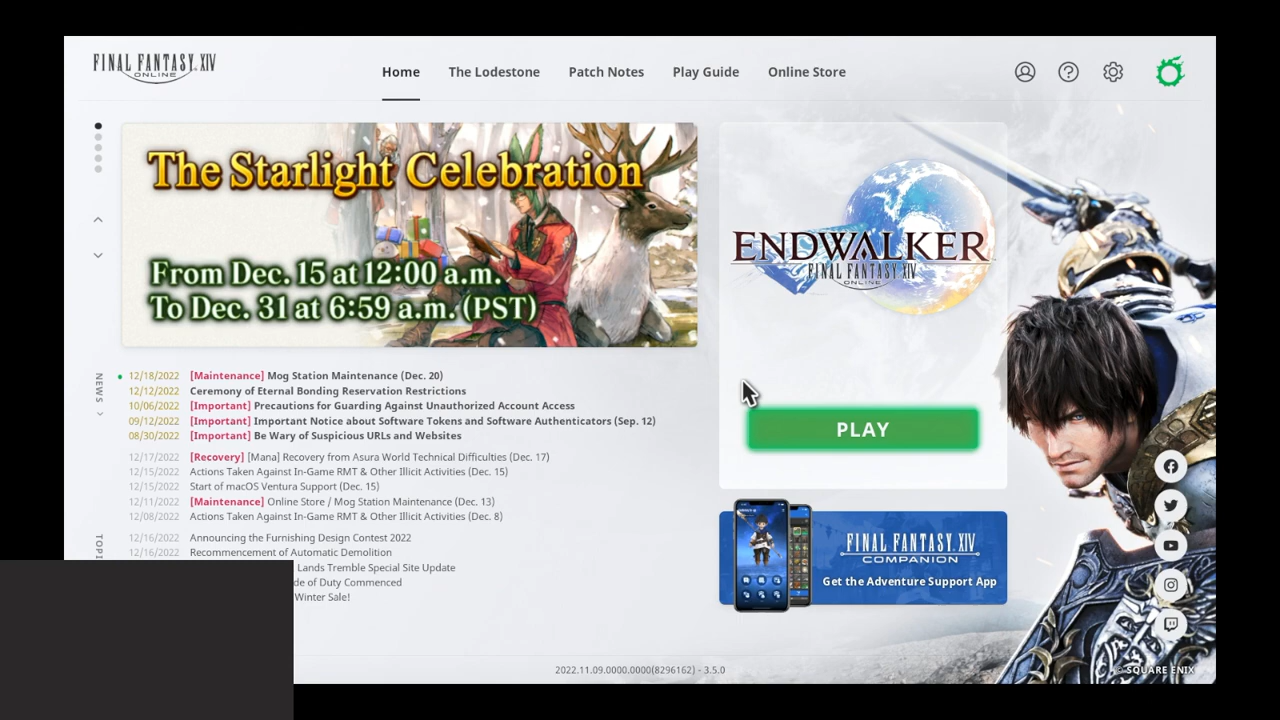 FINAL FANTASY XIV
ONLINE
Home
The Lodestone
Patch Notes
Play Guide
Online Store
The Starlight Celebration
From Dec. 15 at 12:00 a.m.
To Dec. 31 at 6:59 a.m. (PST)
ENDWALKER
FINAL FANTASY XIV
ONLINE
PLAY
NEWS
12/18/2022 [Maintenance] Mog Station Maintenance (Dec. 20)
12/12/2022 Ceremony of Eternal Bonding Reservation Restrictions
10/06/2022 [Important] Precautions for Guarding Against Unauthorized Account Access
09/12/2022 [Important] Important Notice about Software Tokens and Software Authenticators (Sep. 12)
08/30/2022 [Important] Be Wary of Suspicious URLs and Websites
12/17/2022 [Recovery] [Mana] Recovery from Asura World Technical Difficulties (Dec. 17)
12/15/2022 Actions Taken Against In-Game RMT & Other Illicit Activities (Dec. 15)
12/15/2022 Start of macOS Ventura Support (Dec. 15)
12/11/2022 [Maintenance] Online Store / Mog Station Maintenance (Dec. 13)
12/08/2022 Actions Taken Against In-Game RMT & Other Illicit Activities (Dec. 8)
TOPI
12/16/2022 Announcing the Furnishing Design Contest 2022
12/16/2022 Recommencement of Automatic Demolition
Lands Tremble Special Site Update
de of Duty Commenced
Winter Sale!
FINAL FANTASY XIV
COMPANION
Get the Adventure Support App
2022.11.09.0000.0000(8296162) - 3.5.0
© SQUARE ENIX